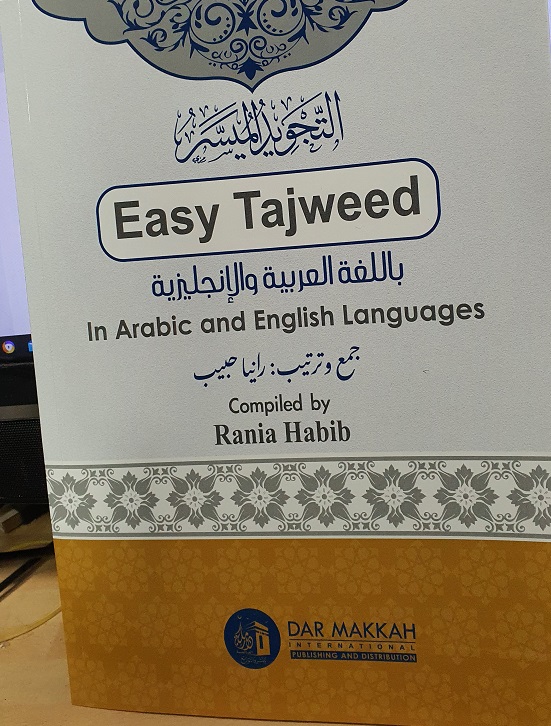 التجويد الميسر
Easy Tajweed
باللغة العربية والإنجليزية
In Arabic and English Languages
جمع وترتيب: رانيا حبيب
Compiled by
Rania Habib
DAR MAKKAH
INTERNATIONAL
PUBLISHING AND DISTRIBUTION